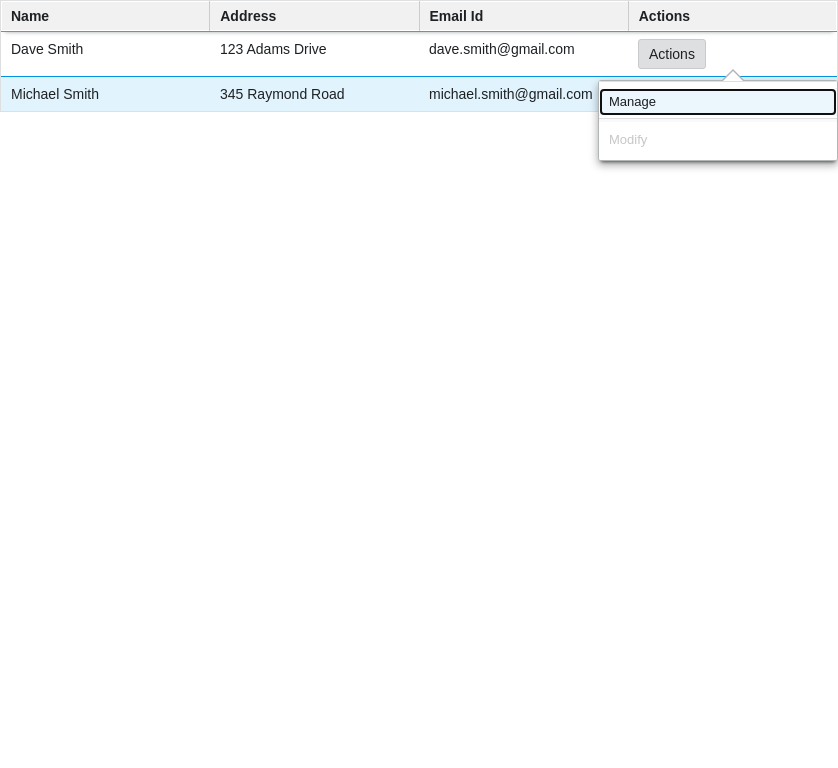 Name Address Email Id Actions
Dave Smith 123 Adams Drive dave.smith@gmail.com Actions
Michael Smith 345 Raymond Road michael.smith@gmail.com
Manage
Modify